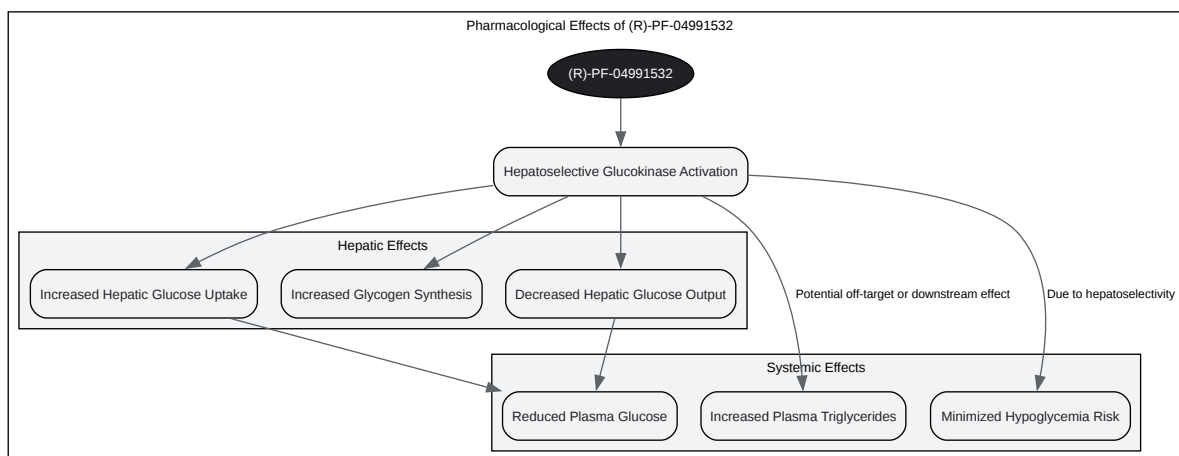 Pharmacological Effects of (R)-PF-04991532
(R)-PF-04991532
Hepatoselective Glucokinase Activation
Hepatic Effects
Increased Hepatic Glucose Uptake
Increased Glycogen Synthesis
Decreased Hepatic Glucose Output
Potential off-target or downstream effect
Due to hepatoselectivity
Systemic Effects
Reduced Plasma Glucose
Increased Plasma Triglycerides
Minimized Hypoglycemia Risk